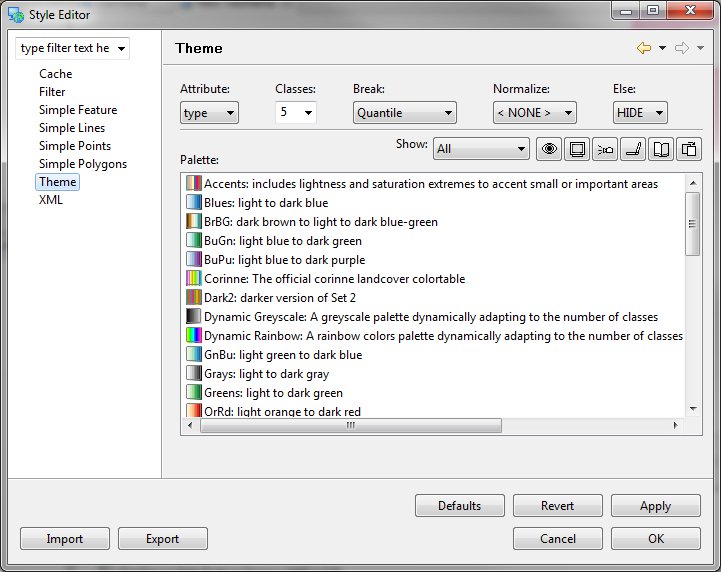 Style Editor
type filter text he
Cache
Filter
Simple Feature
Simple Lines
Simple Points
Simple Polygons
Theme
XML
Theme
Attribute: Classes: Break: Normalize: Else:
type 5 Quantile < NONE > HIDE
Show: All
Palette:
Accents: includes lightness and saturation extremes to accent small or important areas
Blues: light to dark blue
BrBG: dark brown to light to dark blue-green
BuGn: light blue to dark green
BuPu: light blue to dark purple
Corinne: The official corinne landcover colortable
Dark2: darker version of Set 2
Dynamic Greyscale: A greyscale palette dynamically adapting to the number of classes
Dynamic Rainbow: A rainbow colors palette dynamically adapting to the number of classes
GnBu: light green to dark blue
Grays: light to dark gray
Greens: light to dark green
OrRd: light orange to dark red
Defaults Revert Apply
Import Export Cancel OK